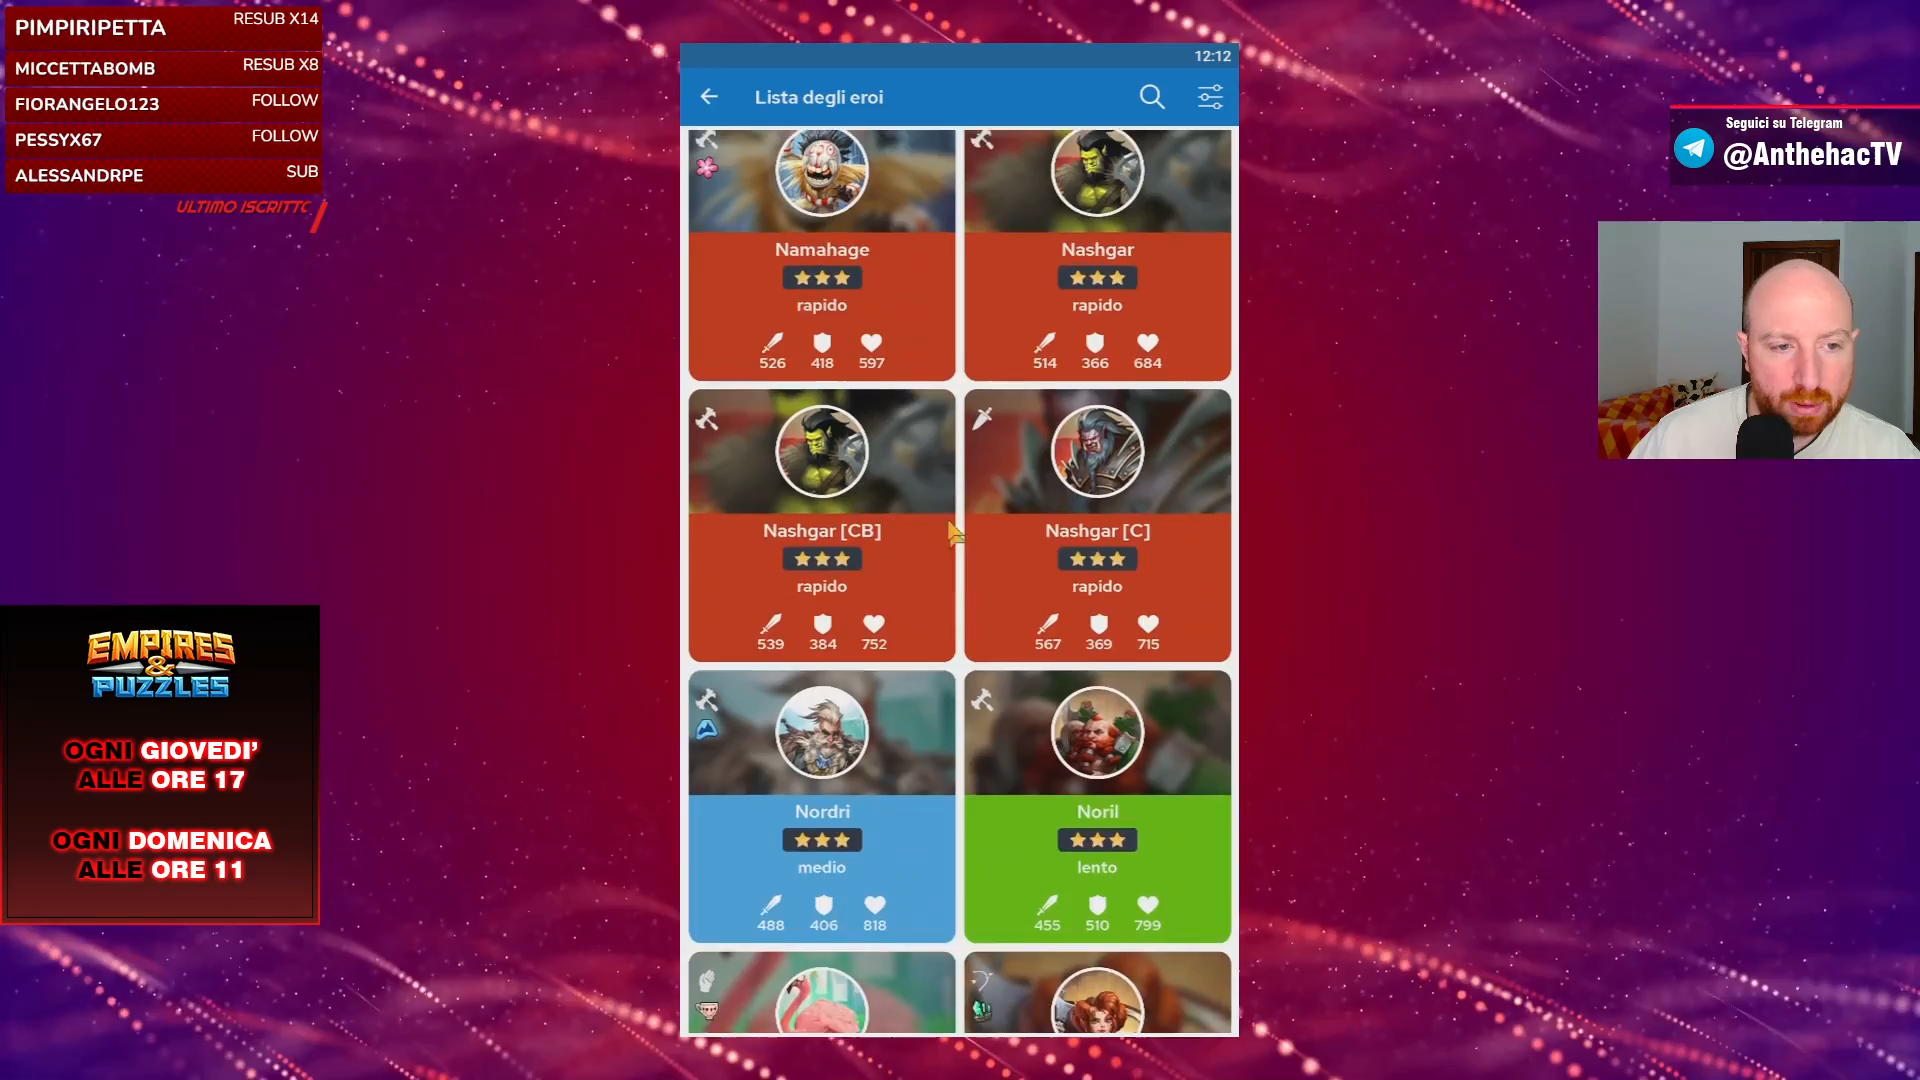 PIMPIRIPETTA RESUB X14
MICCETTABOMB RESUB X8
FIORANGELO123 FOLLOW
PESSYX67 FOLLOW
ALESSANDRPE SUB
ULTIMO ISCRITTO
12:12
Lista degli eroi
Namahage
rapido
526 418 597
Nashgar
rapido
514 366 684
Nashgar [CB]
rapido
539 384 752
Nashgar [C]
rapido
567 369 715
Nordri
medio
488 406 818
Noril
lento
455 510 799
Seguici su Telegram
@AnthehacTV
EMPIRES
&
PUZZLES
OGNI GIOVEDI'
ALLE ORE 17
OGNI DOMENICA
ALLE ORE 11